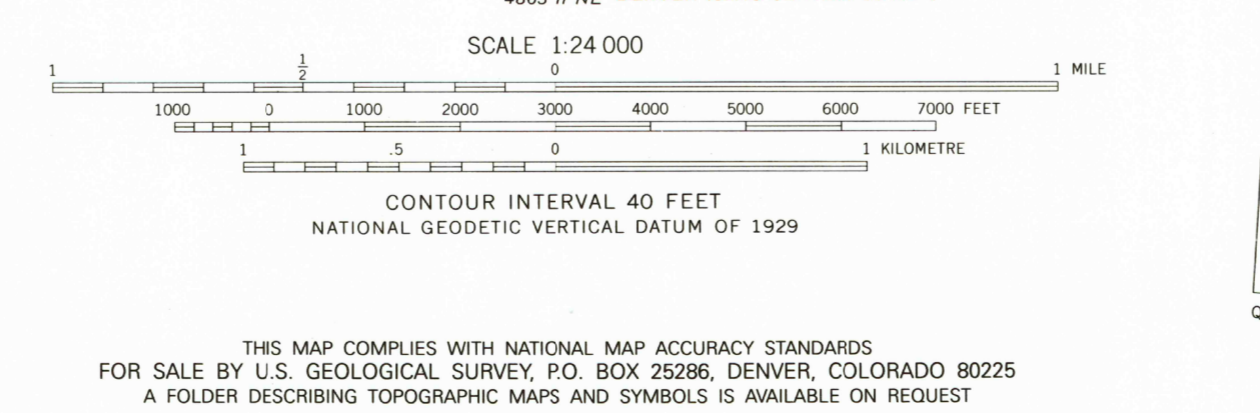 SCALE 1:24 000
1 1/2 0 1 MILE
1000 0 1000 2000 3000 4000 5000 6000 7000 FEET
1 .5 0 1 KILOMETRE
CONTOUR INTERVAL 40 FEET
NATIONAL GEODETIC VERTICAL DATUM OF 1929
THIS MAP COMPLIES WITH NATIONAL MAP ACCURACY STANDARDS
FOR SALE BY U.S. GEOLOGICAL SURVEY, P.O. BOX 25286, DENVER, COLORADO 80225
A FOLDER DESCRIBING TOPOGRAPHIC MAPS AND SYMBOLS IS AVAILABLE ON REQUEST